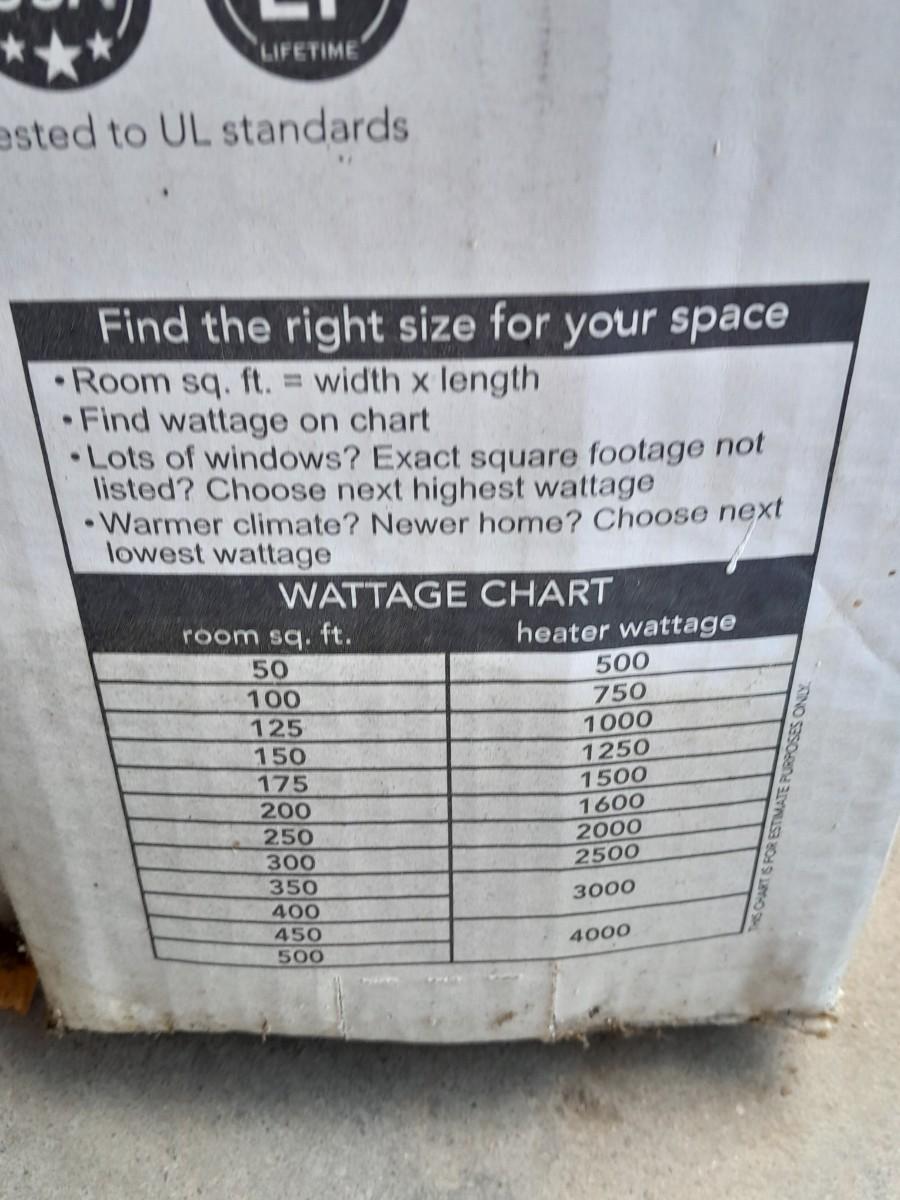 LIFETIME
to UL standards
Find the right size for your space
• Room sq. ft. = width x length
• Find wattage on chart
• Lots of windows? Exact square footage not
listed? Choose next highest wattage
• Warmer climate? Newer home? Choose next
lowest wattage
WATTAGE CHART
room sq. ft. heater wattage
50 500
100 750
125 1000
150 1250
175 1500
200 1600
250 2000
300 2500
350 3000
400
450 4000
500
THIS CHART IS FOR ESTIMATE PURPOSES ONLY.